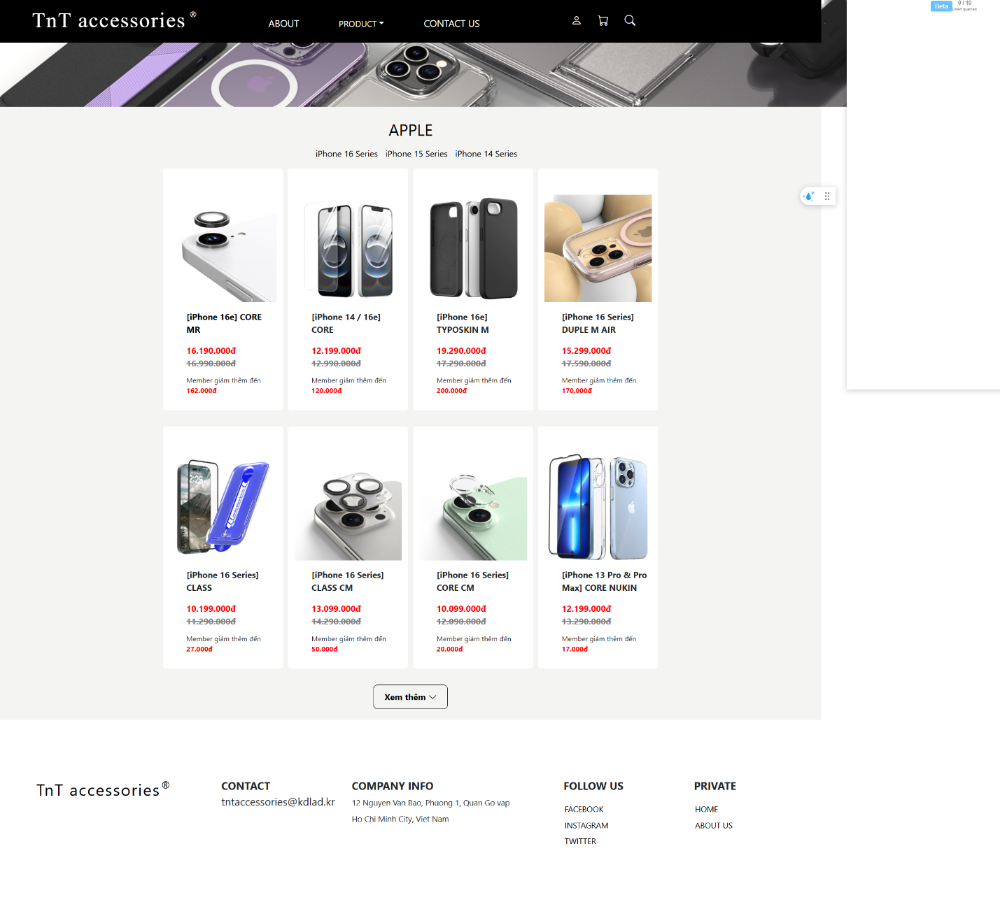 TnT accessories ®
ABOUT
PRODUCT
CONTACT US
Beta
0 / 10
used queries
APPLE
iPhone 16 Series iPhone 15 Series iPhone 14 Series
[iPhone 16e] CORE
MR
16.190.000đ
16.990.000đ
Member giảm thêm đến
162.000đ
[iPhone 14 / 16e]
CORE
12.199.000đ
12.990.000đ
Member giảm thêm đến
120.000đ
[iPhone 16e]
TYPOSKIN M
19.290.000đ
17.290.000đ
Member giảm thêm đến
200.000đ
[iPhone 16 Series]
DUPLE M AIR
15.299.000đ
17.590.000đ
Member giảm thêm đến
170.000đ
2:25
[iPhone 16 Series]
CLASS
10.199.000đ
11.290.000đ
Member giảm thêm đến
27.000đ
[iPhone 16 Series]
CLASS CM
13.099.000đ
14.290.000đ
Member giảm thêm đến
50.000đ
[iPhone 16 Series]
CORE CM
10.099.000đ
12.090.000đ
Member giảm thêm đến
20.000đ
[iPhone 13 Pro & Pro
Max] CORE NUKIN
12.199.000đ
13.290.000đ
Member giảm thêm đến
17.000đ
Xem thêm
TnT accessories®
CONTACT
tntaccessories@kdlad.kr
COMPANY INFO
12 Nguyen Van Bao, Phuong 1, Quan Go vap
Ho Chi Minh City, Viet Nam
FOLLOW US
FACEBOOK
INSTAGRAM
TWITTER
PRIVATE
HOME
ABOUT US